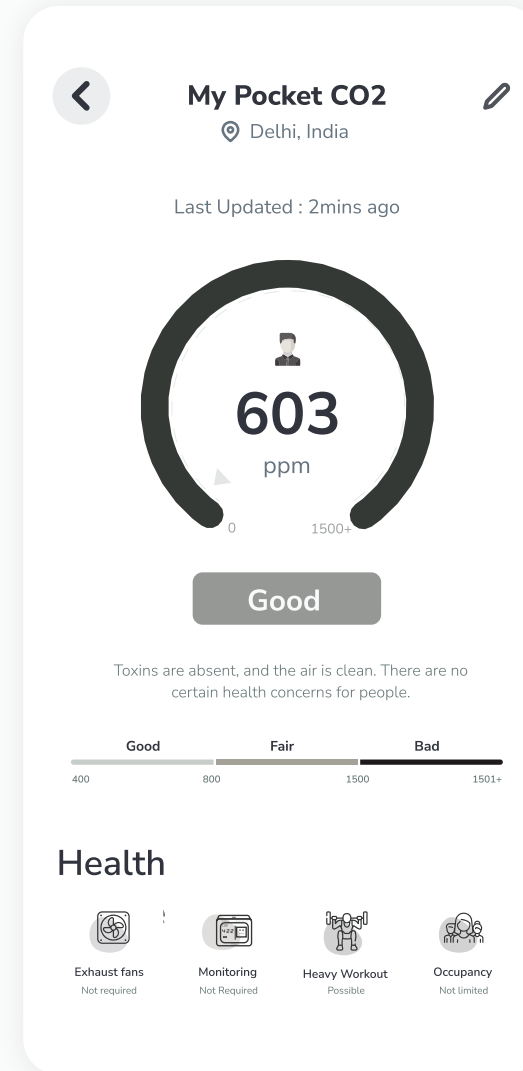 My Pocket CO2
Delhi, India
Last Updated : 2mins ago
603
ppm
0
1500+
Good
Toxins are absent, and the air is clean. There are no
certain health concerns for people.
Good Fair Bad
400 800 1500 1501+
Health
Exhaust fans
Not required
Monitoring
Not Required
Heavy Workout
Possible
Occupancy
Not limited